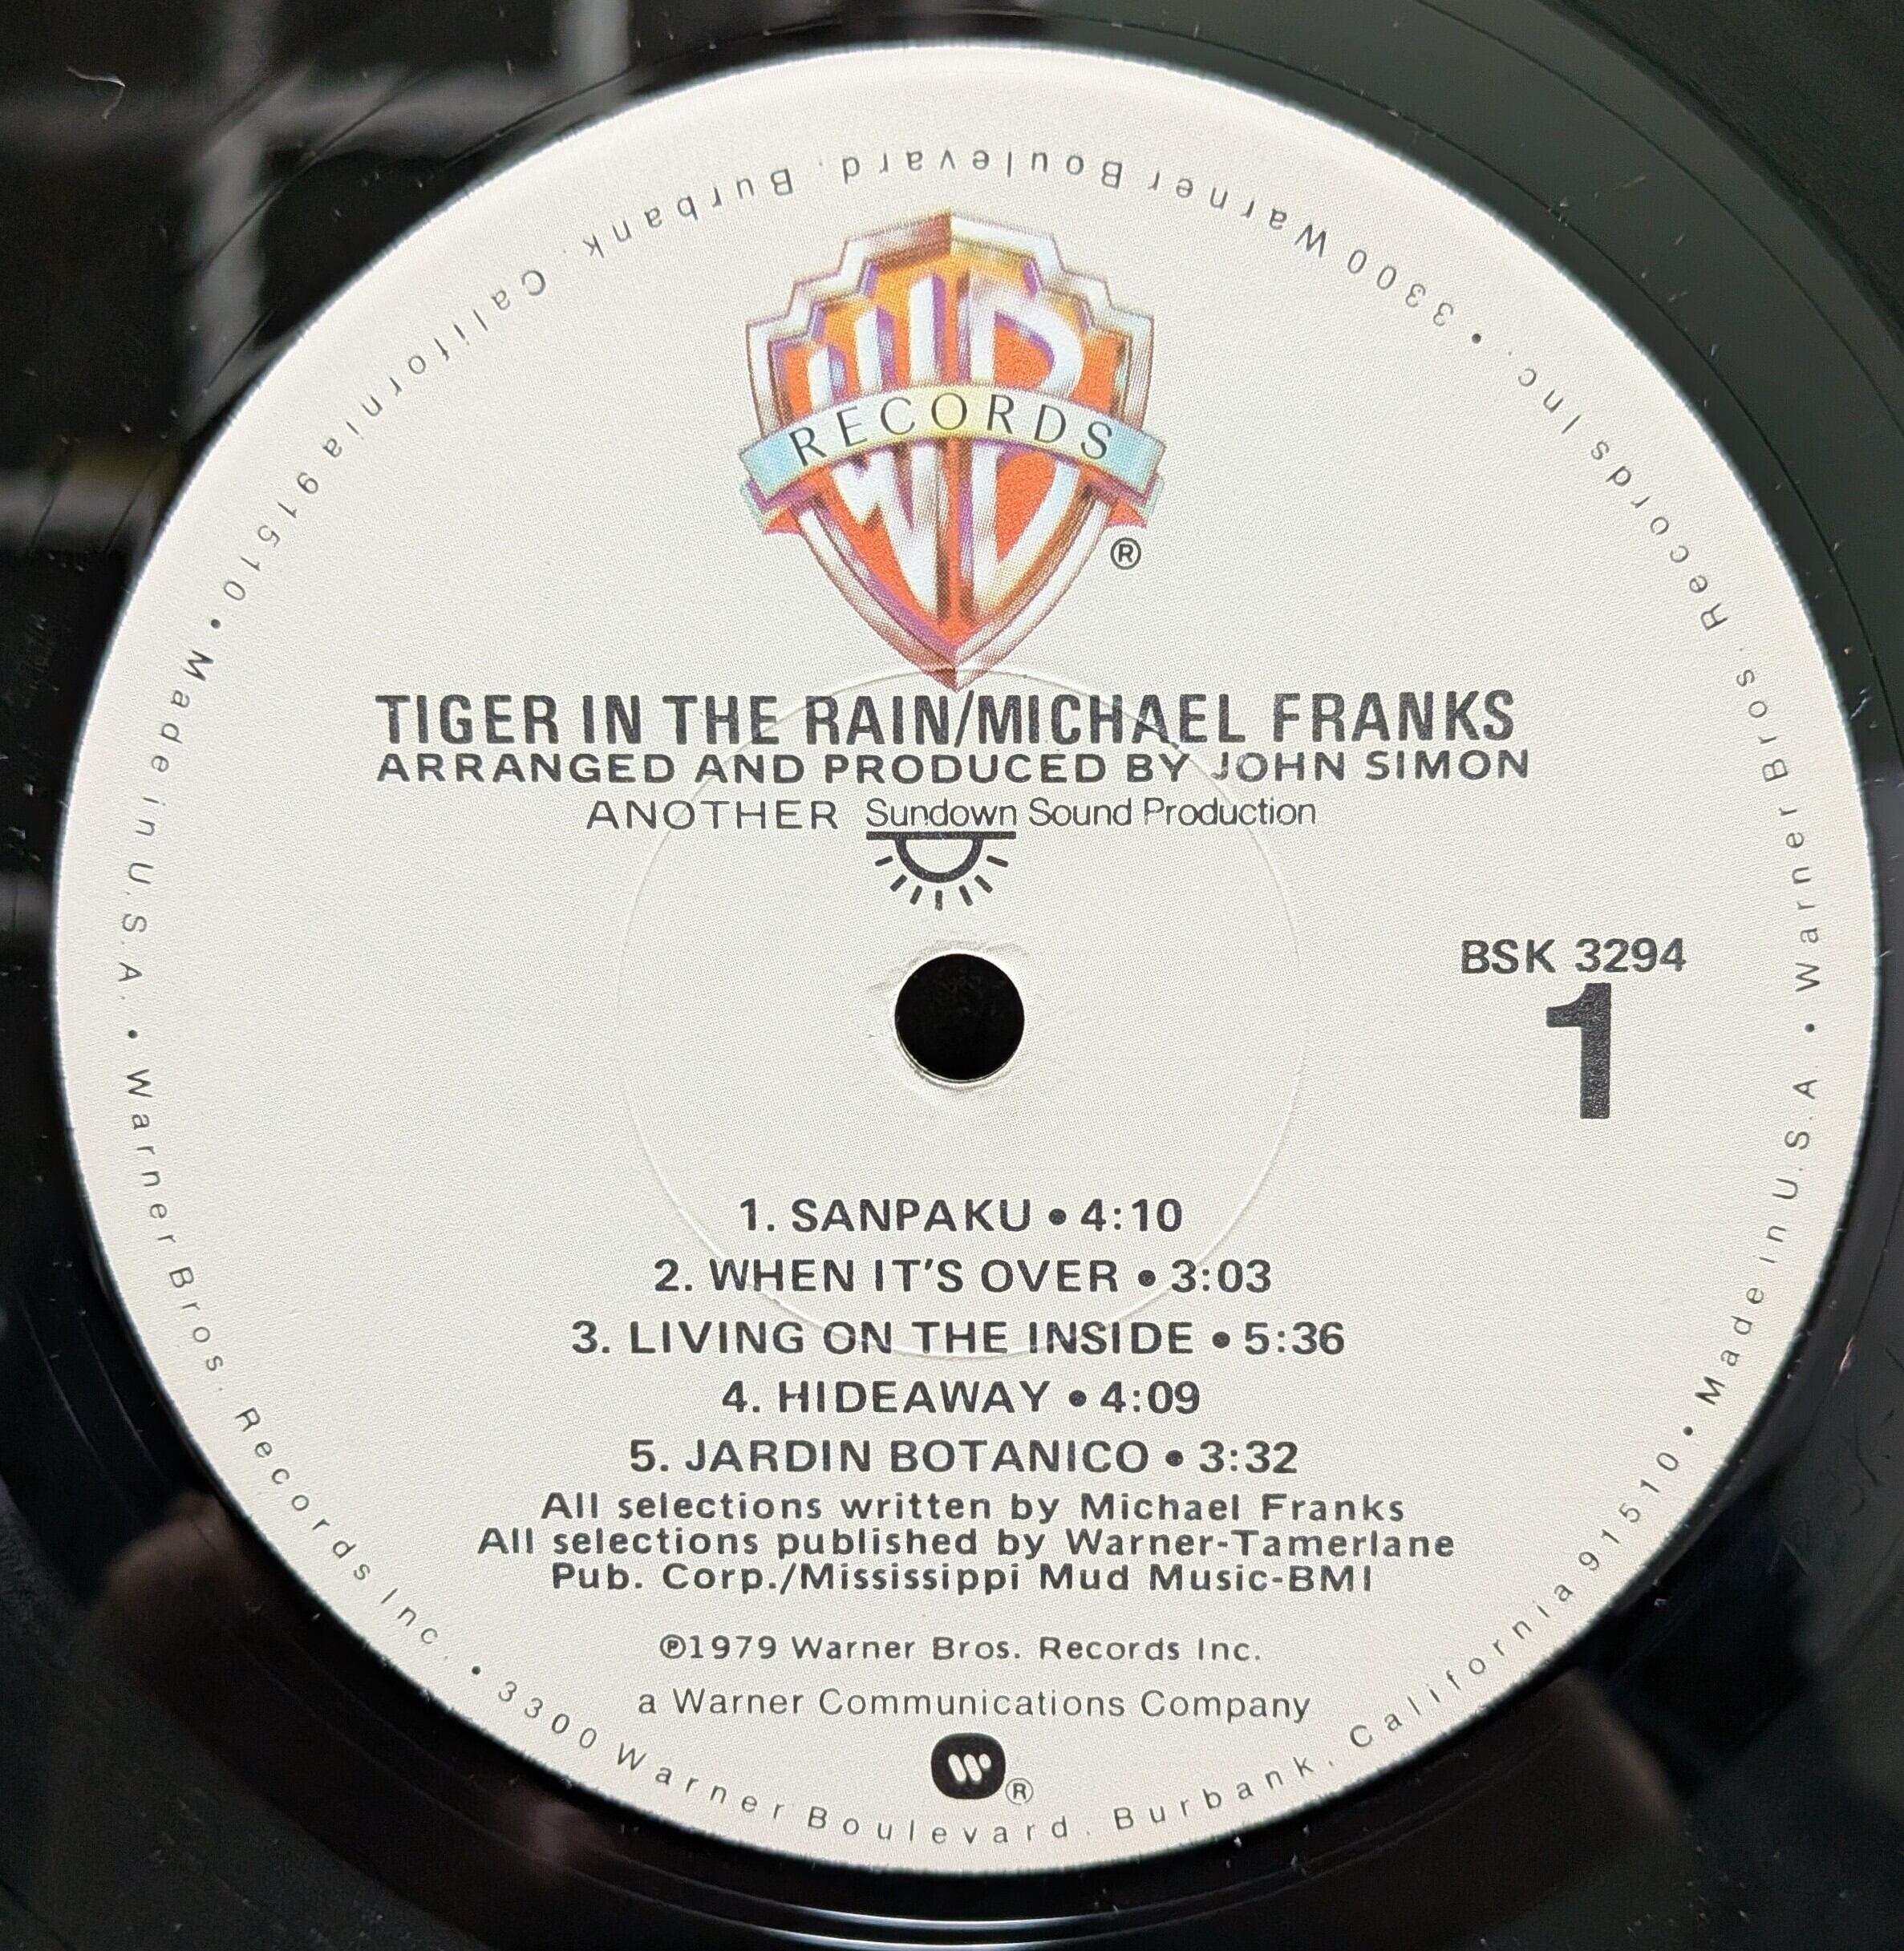 WB
RECORDS
®
TIGER IN THE RAIN/MICHAEL FRANKS
ARRANGED AND PRODUCED BY JOHN SIMON
ANOTHER Sundown Sound Production
BSK 3294
1
1. SANPAKU • 4:10
2. WHEN IT'S OVER • 3:03
3. LIVING ON THE INSIDE • 5:36
4. HIDEAWAY • 4:09
5. JARDIN BOTANICO • 3:32
All selections written by Michael Franks
All selections published by Warner-Tamerlane
Pub. Corp./Mississippi Mud Music-BMI
℗1979 Warner Bros. Records Inc.
a Warner Communications Company
®
Warner Bros. Records Inc. • 3300 Warner Boulevard. Burbank. California 91510 • Made in U.S.A. • Warner Bros. Records Inc. • 3300 Warner Boulevard. Burbank. California 91510 • Made in U.S.A. •